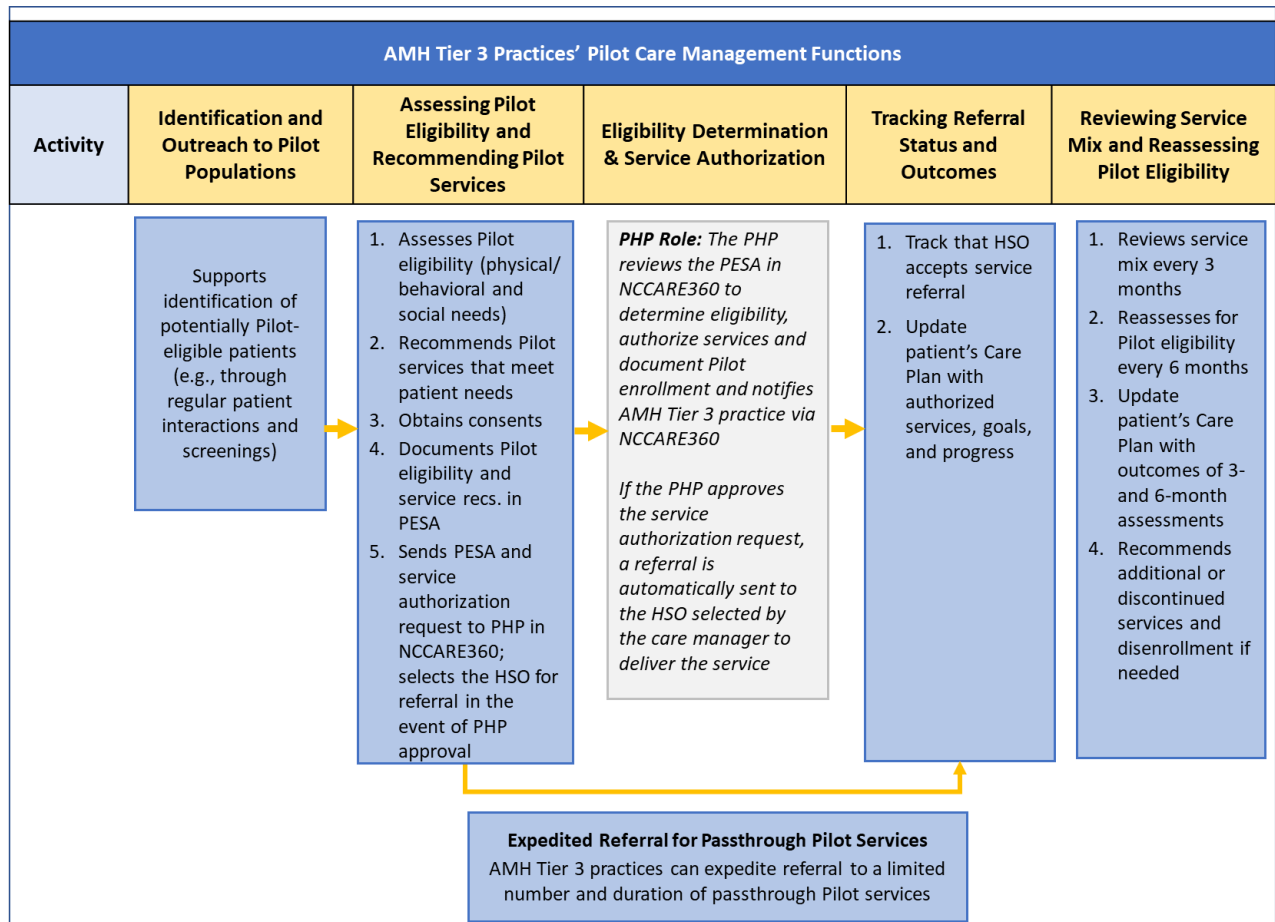 AMH Tier 3 Practices’ Pilot Care Management Functions
Activity
Identification and
Outreach to Pilot
Populations
Assessing Pilot
Eligibility and
Recommending Pilot
Services
Eligibility Determination
& Service Authorization
Tracking Referral
Status and
Outcomes
Reviewing Service
Mix and Reassessing
Pilot Eligibility
Supports
identification of
potentially Pilot-
eligible patients
(e.g., through
regular patient
interactions and
screenings)
1. Assesses Pilot
eligibility (physical/
behavioral and
social needs)
2. Recommends Pilot
services that meet
patient needs
3. Obtains consents
4. Documents Pilot
eligibility and
service recs. in
PESA
5. Sends PESA and
service
authorization
request to PHP in
NCCARE360;
selects the HSO for
referral in the
event of PHP
approval
PHP Role: The PHP
reviews the PESA in
NCCARE360 to
determine eligibility,
authorize services and
document Pilot
enrollment and notifies
AMH Tier 3 practice via
NCCARE360
If the PHP approves
the service
authorization request,
a referral is
automatically sent to
the HSO selected by
the care manager to
deliver the service
1. Track that HSO
accepts service
referral
2. Update
patient’s Care
Plan with
authorized
services, goals,
and progress
1. Reviews service
mix every 3
months
2. Reassesses for
Pilot eligibility
every 6 months
3. Update
patient’s Care
Plan with
outcomes of 3-
and 6-month
assessments
4. Recommends
additional or
discontinued
services and
disenrollment if
needed
Expedited Referral for Passthrough Pilot Services
AMH Tier 3 practices can expedite referral to a limited
number and duration of passthrough Pilot services